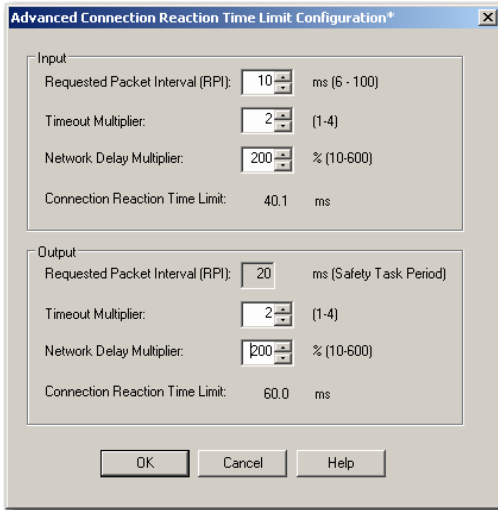 Advanced Connection Reaction Time Limit Configuration*
Input
Requested Packet Interval (RPI): 10 ms (6 - 100)
Timeout Multiplier: 2 (1-4)
Network Delay Multiplier: 200 % (10-600)
Connection Reaction Time Limit: 40.1 ms
Output
Requested Packet Interval (RPI): 20 ms (Safety Task Period)
Timeout Multiplier: 2 (1-4)
Network Delay Multiplier: 200 % (10-600)
Connection Reaction Time Limit: 60.0 ms
OK Cancel Help